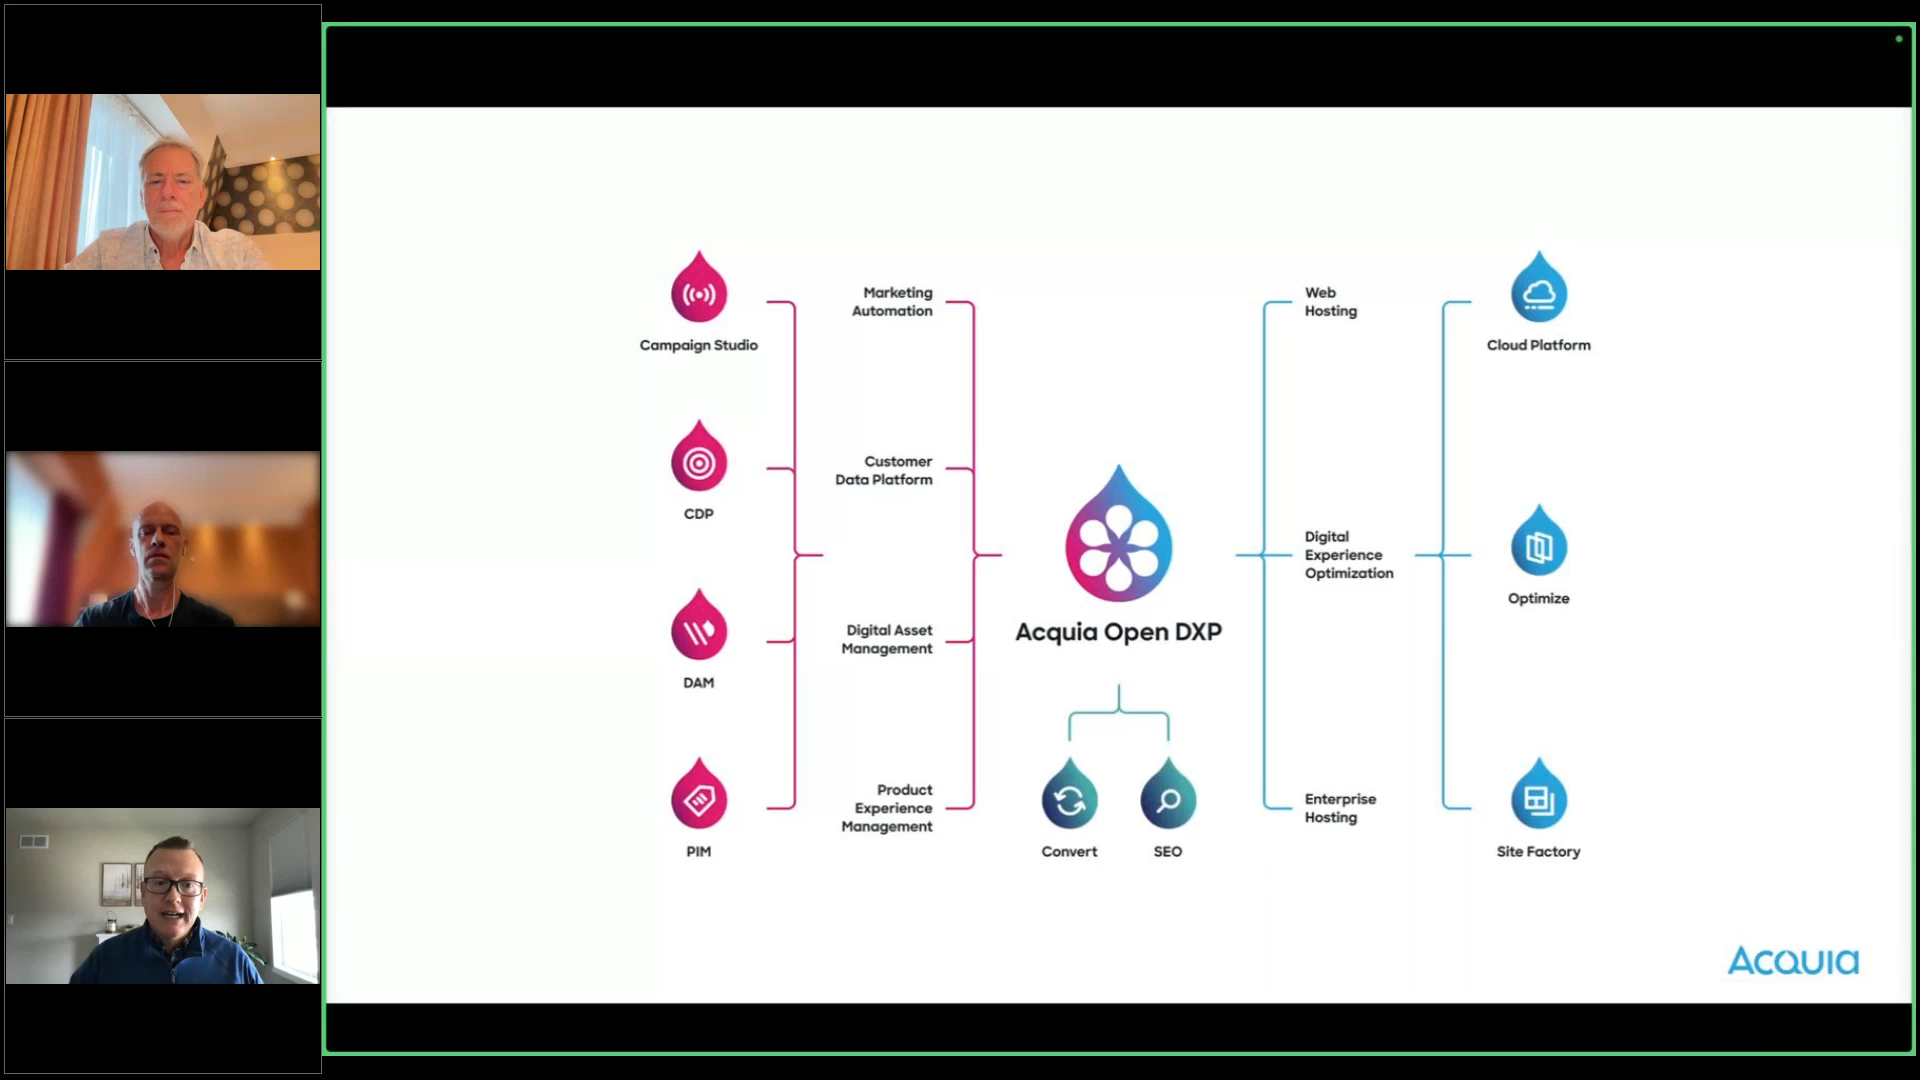 Campaign Studio
CDP
DAM
PIM
Marketing
Automation
Customer
Data Platform
Digital Asset
Management
Product
Experience
Management
Acquia Open DXP
Convert
SEO
Web
Hosting
Digital
Experience
Optimization
Enterprise
Hosting
Cloud Platform
Optimize
Site Factory
Acquia